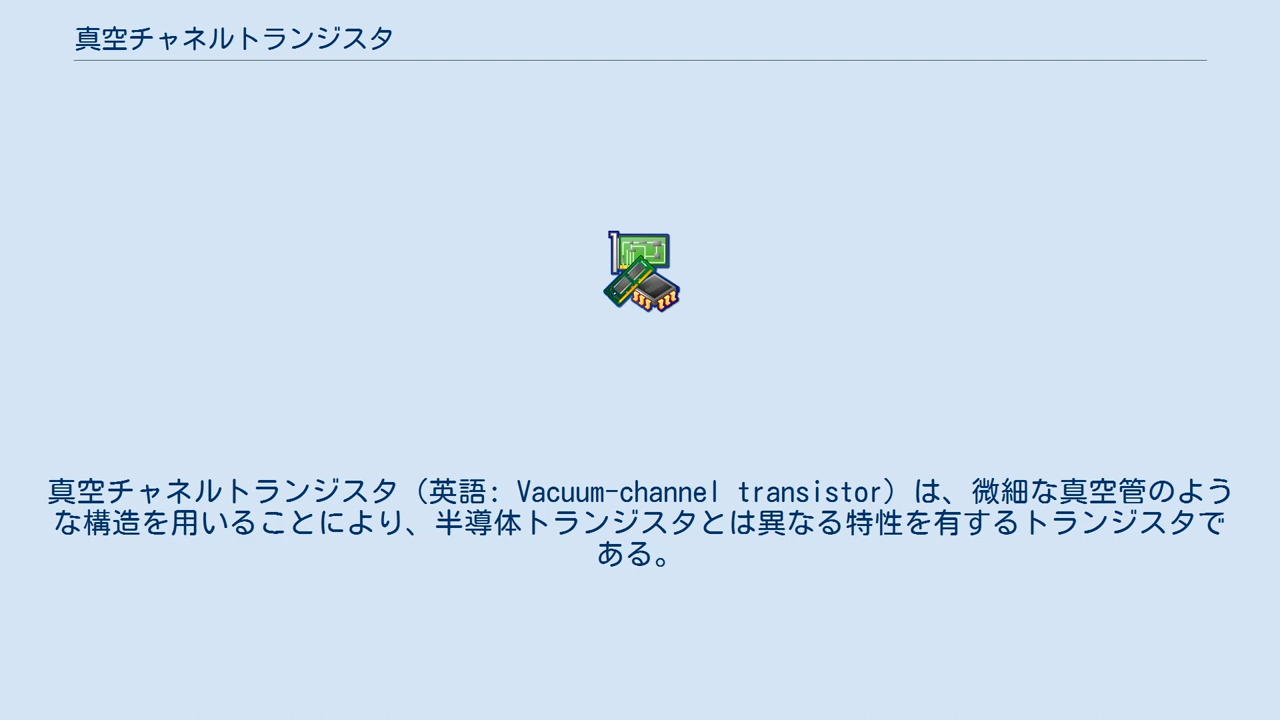 真空チャネルトランジスタ
真空チャネルトランジスタ（英語: Vacuum-channel transistor）は、微細な真空管のよう
な構造を用いることにより、半導体トランジスタとは異なる特性を有するトランジスタで
ある。